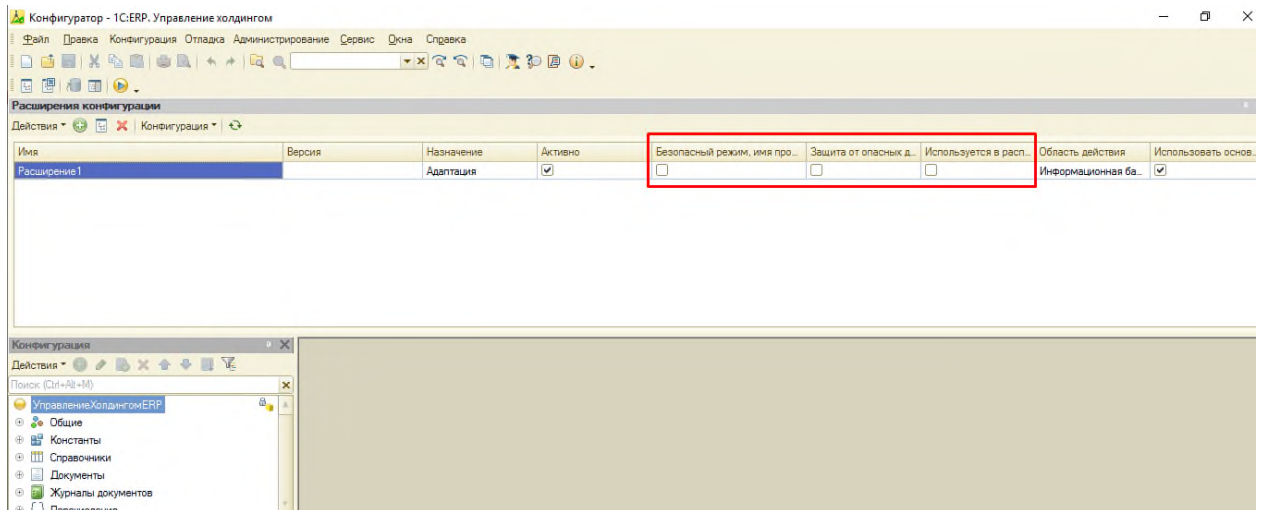 Конфигуратор - 1С:ERP. Управление холдингом
Файл Правка Конфигурация Отладка Администрирование Сервис Окна Справка
Расширения конфигурации
Действия Конфигурация
Имя Версия Назначение Активно Безопасный режим, имя про... Защита от опасных д... Используется в расп... Область действия Использовать основ...
Расширение1 Адаптация Информационная ба...
Конфигурация
Действия
Поиск (Ctrl+Alt+M)
УправлениеХолдингомERP
Общие
Константы
Справочники
Документы
Журналы документов
Перечисления